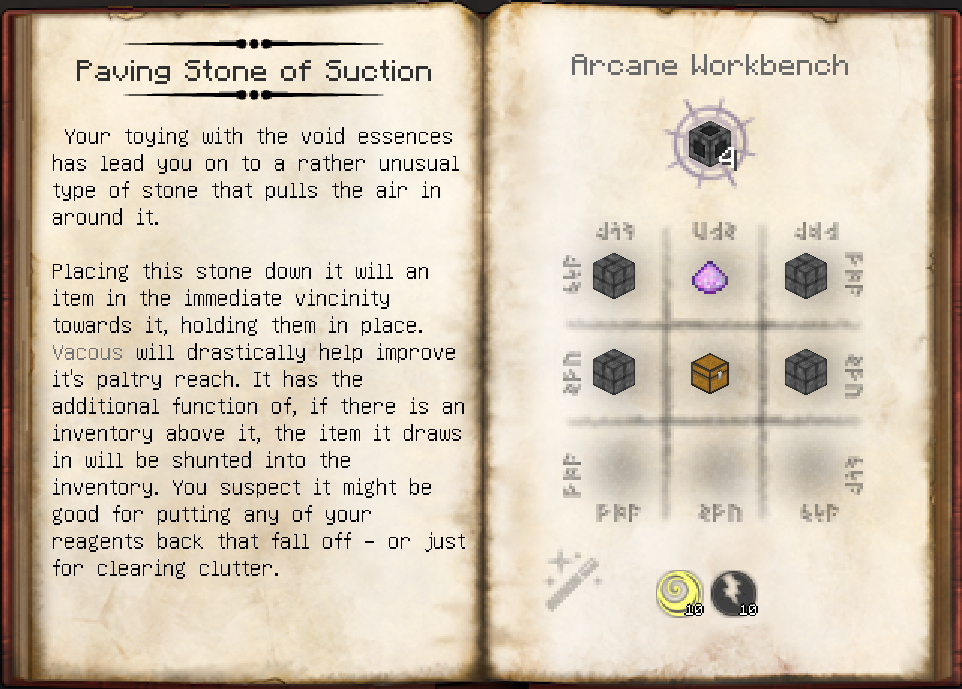 Paving Stone of Suction
Your toying with the void essences
has lead you on to a rather unusual
type of stone that pulls the air in
around it.
Placing this stone down it will an
item in the immediate vincinity
towards it, holding them in place.
Vacous will drastically help improve
it's paltry reach. It has the
additional function of, if there is an
inventory above it, the item it draws
in will be shunted into the
inventory. You suspect it might be
good for putting any of your
reagents back that fall off - or just
for clearing clutter.
Arcane Workbench
4
10 10